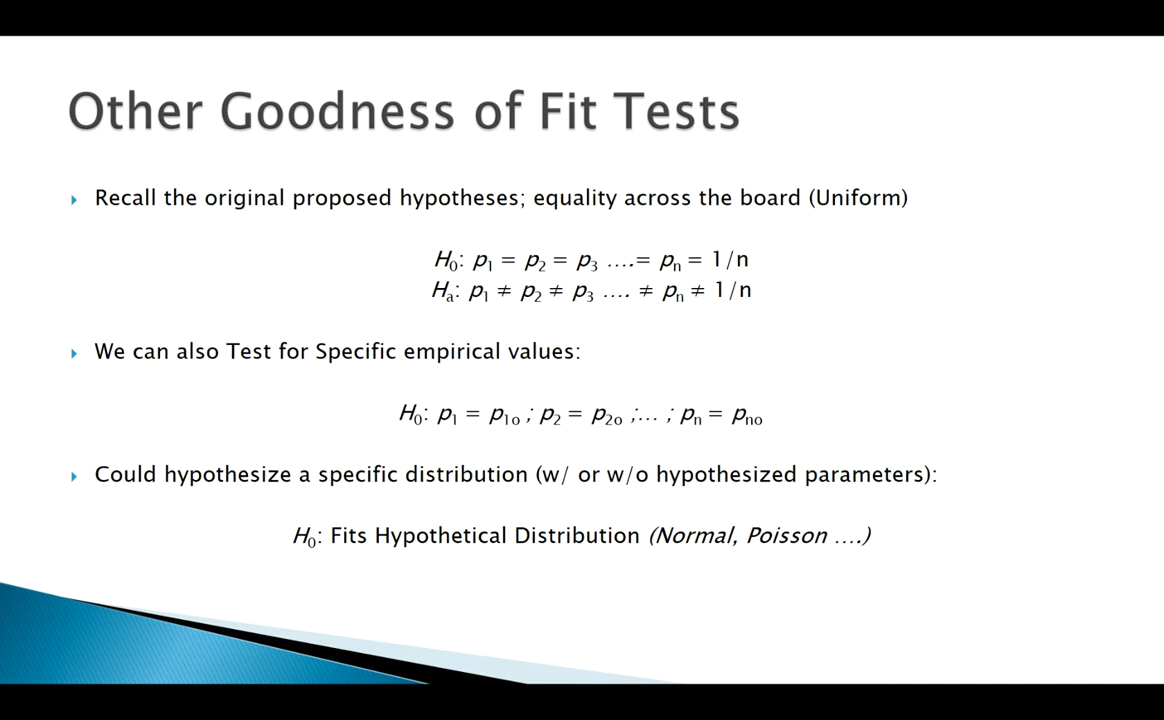 Other Goodness of Fit Tests
Recall the original proposed hypotheses; equality across the board (Uniform)
H₀: p₁ = p₂ = p₃ ....= pₙ = 1/n
Hₐ: p₁ ≠ p₂ ≠ p₃ .... ≠ pₙ ≠ 1/n
We can also Test for Specific empirical values:
H₀: p₁ = p₁ₒ ; p₂ = p₂ₒ ;... ; pₙ = pₙₒ
Could hypothesize a specific distribution (w/ or w/o hypothesized parameters):
H₀: Fits Hypothetical Distribution (Normal, Poisson ....)